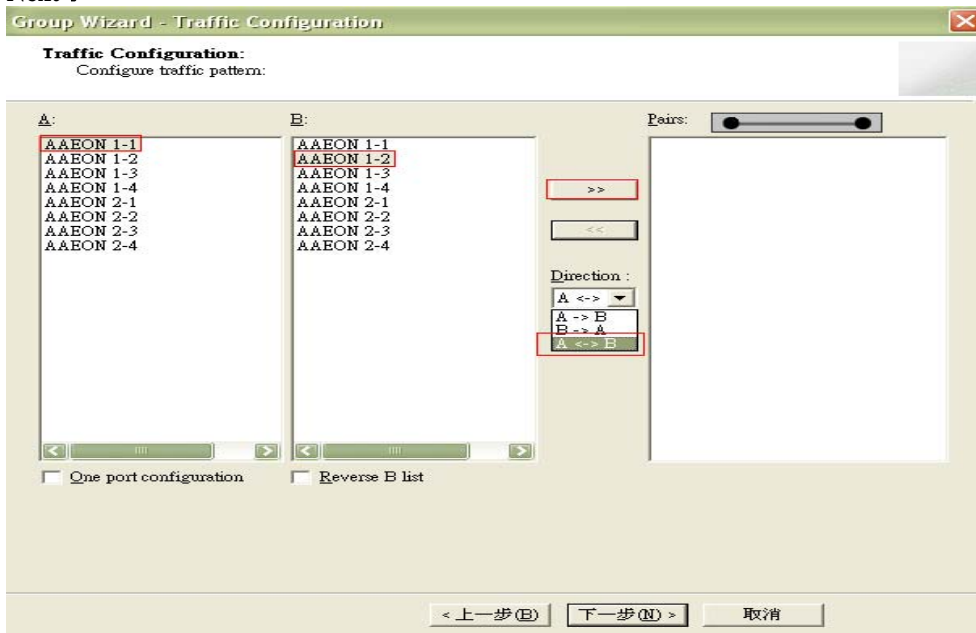 Group Wizard - Traffic Configuration
Traffic Configuration:
Configure traffic pattern:
A:
AAEON 1-1
AAEON 1-2
AAEON 1-3
AAEON 1-4
AAEON 2-1
AAEON 2-2
AAEON 2-3
AAEON 2-4
One port configuration
B:
AAEON 1-1
AAEON 1-2
AAEON 1-3
AAEON 1-4
AAEON 2-1
AAEON 2-2
AAEON 2-3
AAEON 2-4
Reverse B list
>>
<<
Direction :
A <->
A -> B
B -> A
A <-> B
Pairs:
< 上一步(B)
下一步(N) >
取消